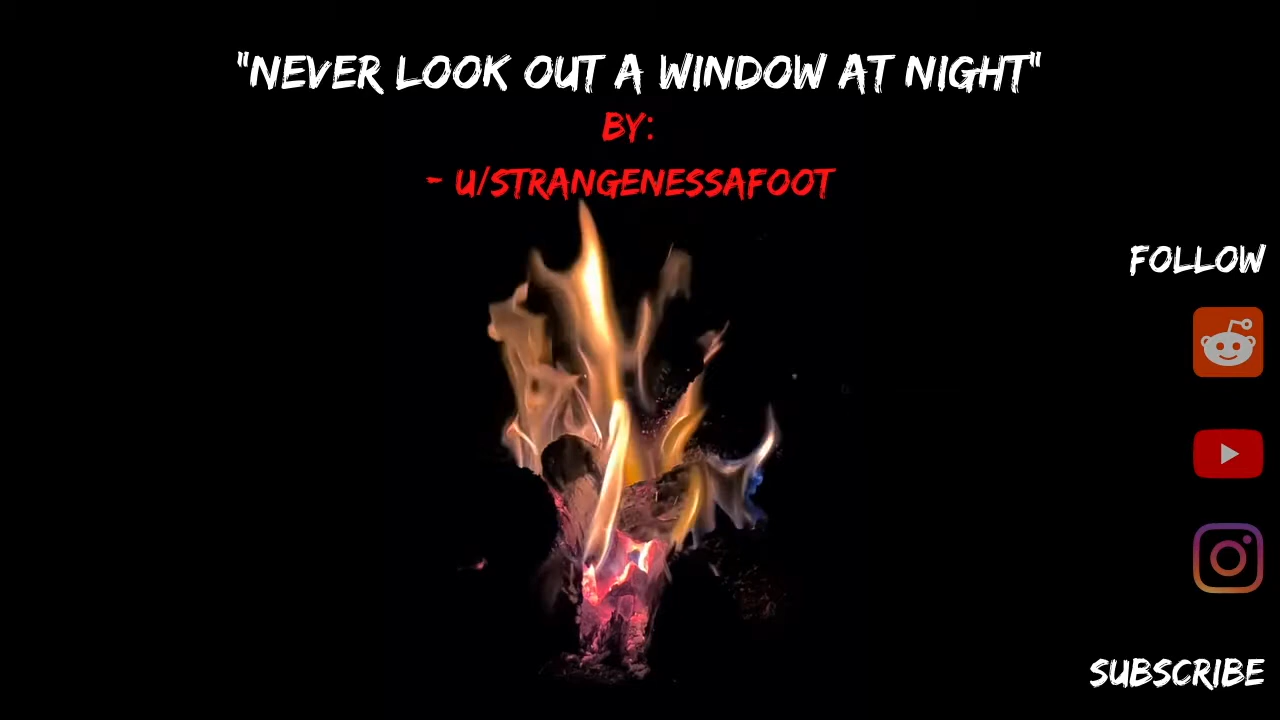 "NEVER LOOK OUT A WINDOW AT NIGHT"
BY:
- U/STRANGENESSAFOOT
FOLLOW
SUBSCRIBE